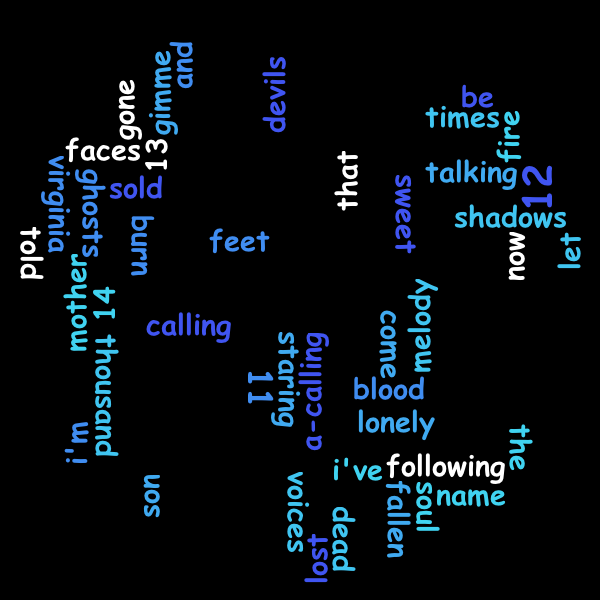 and
gimme
devils
gone
be
times
fire
faces
13
that
talking
12
virginia
ghosts
sold
sweet
shadows
told
burn
feet
now
let
mother
14
calling
melody
come
thousand
staring
a-calling
11
blood
lonely
i'm
the
son
voices
i've
following
name
soul
fallen
dead
lost